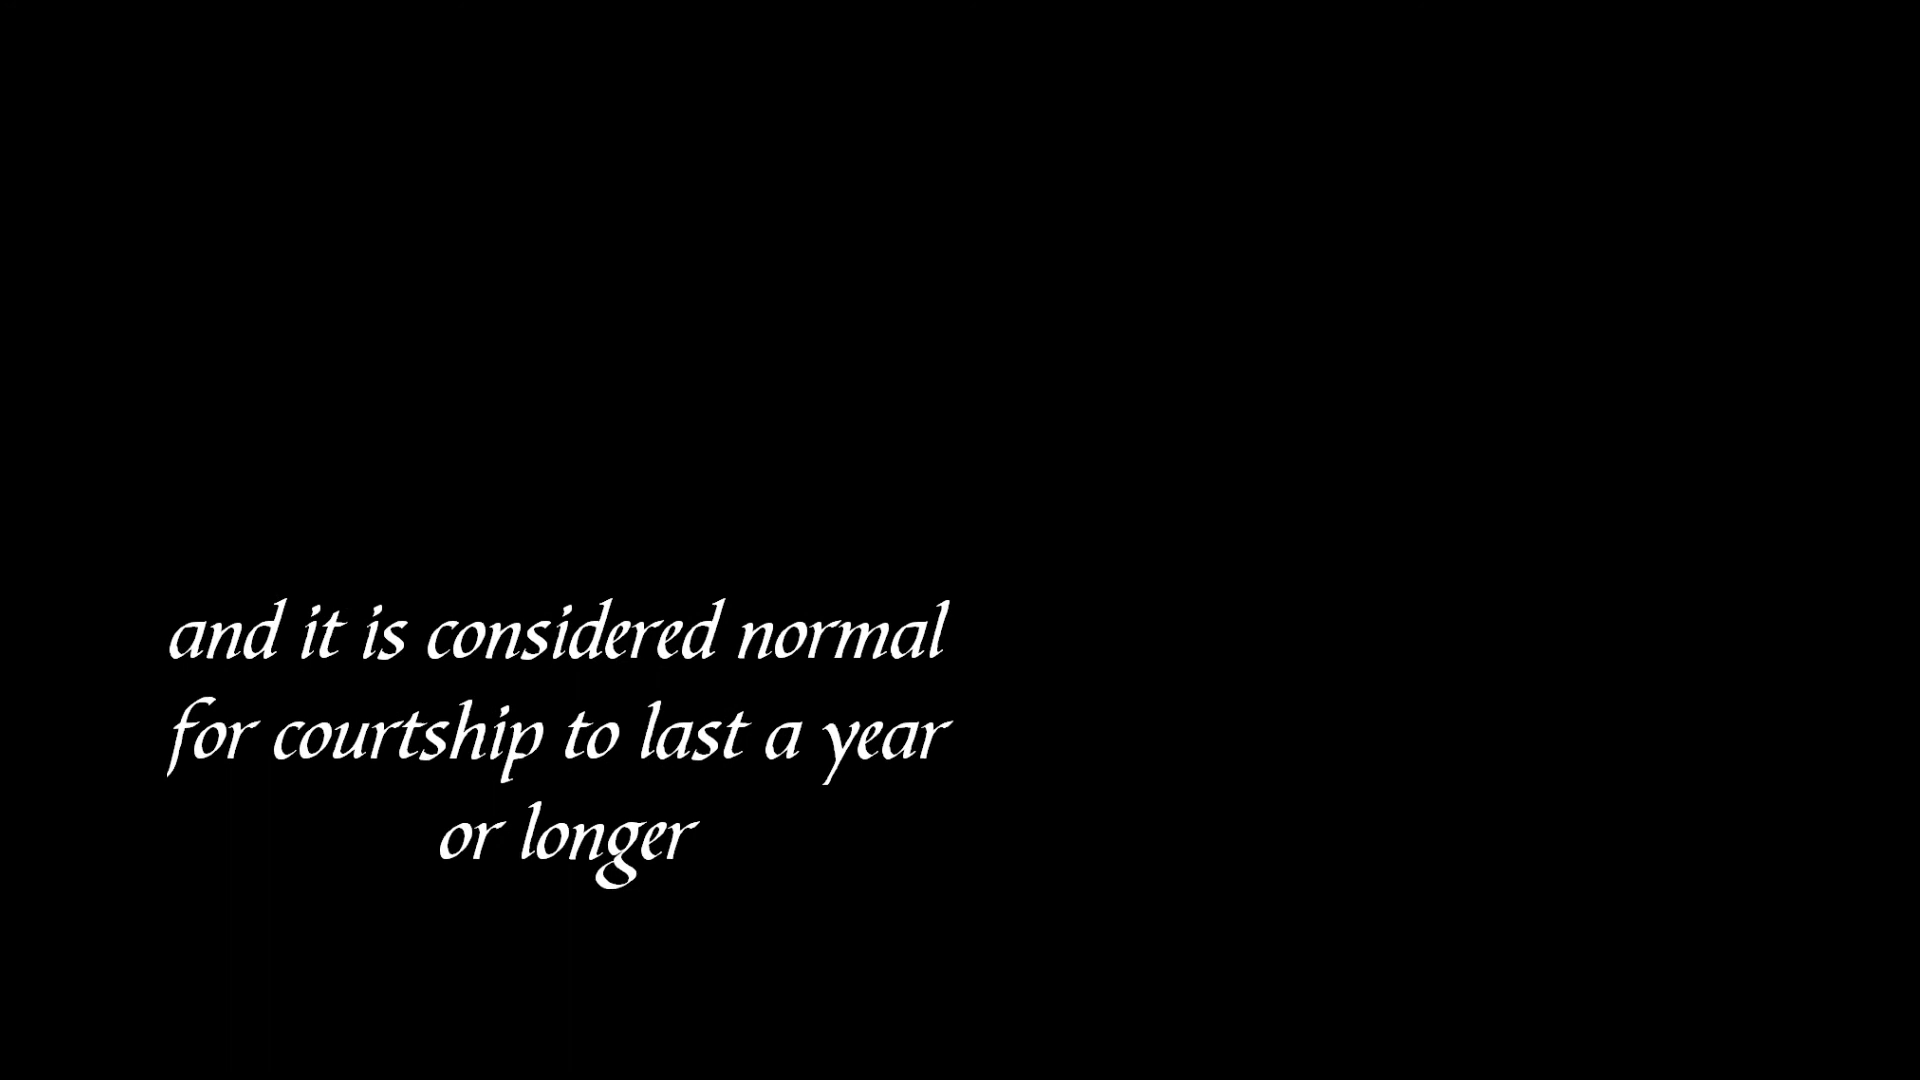 and it is considered normal
for courtship to last a year
or longer